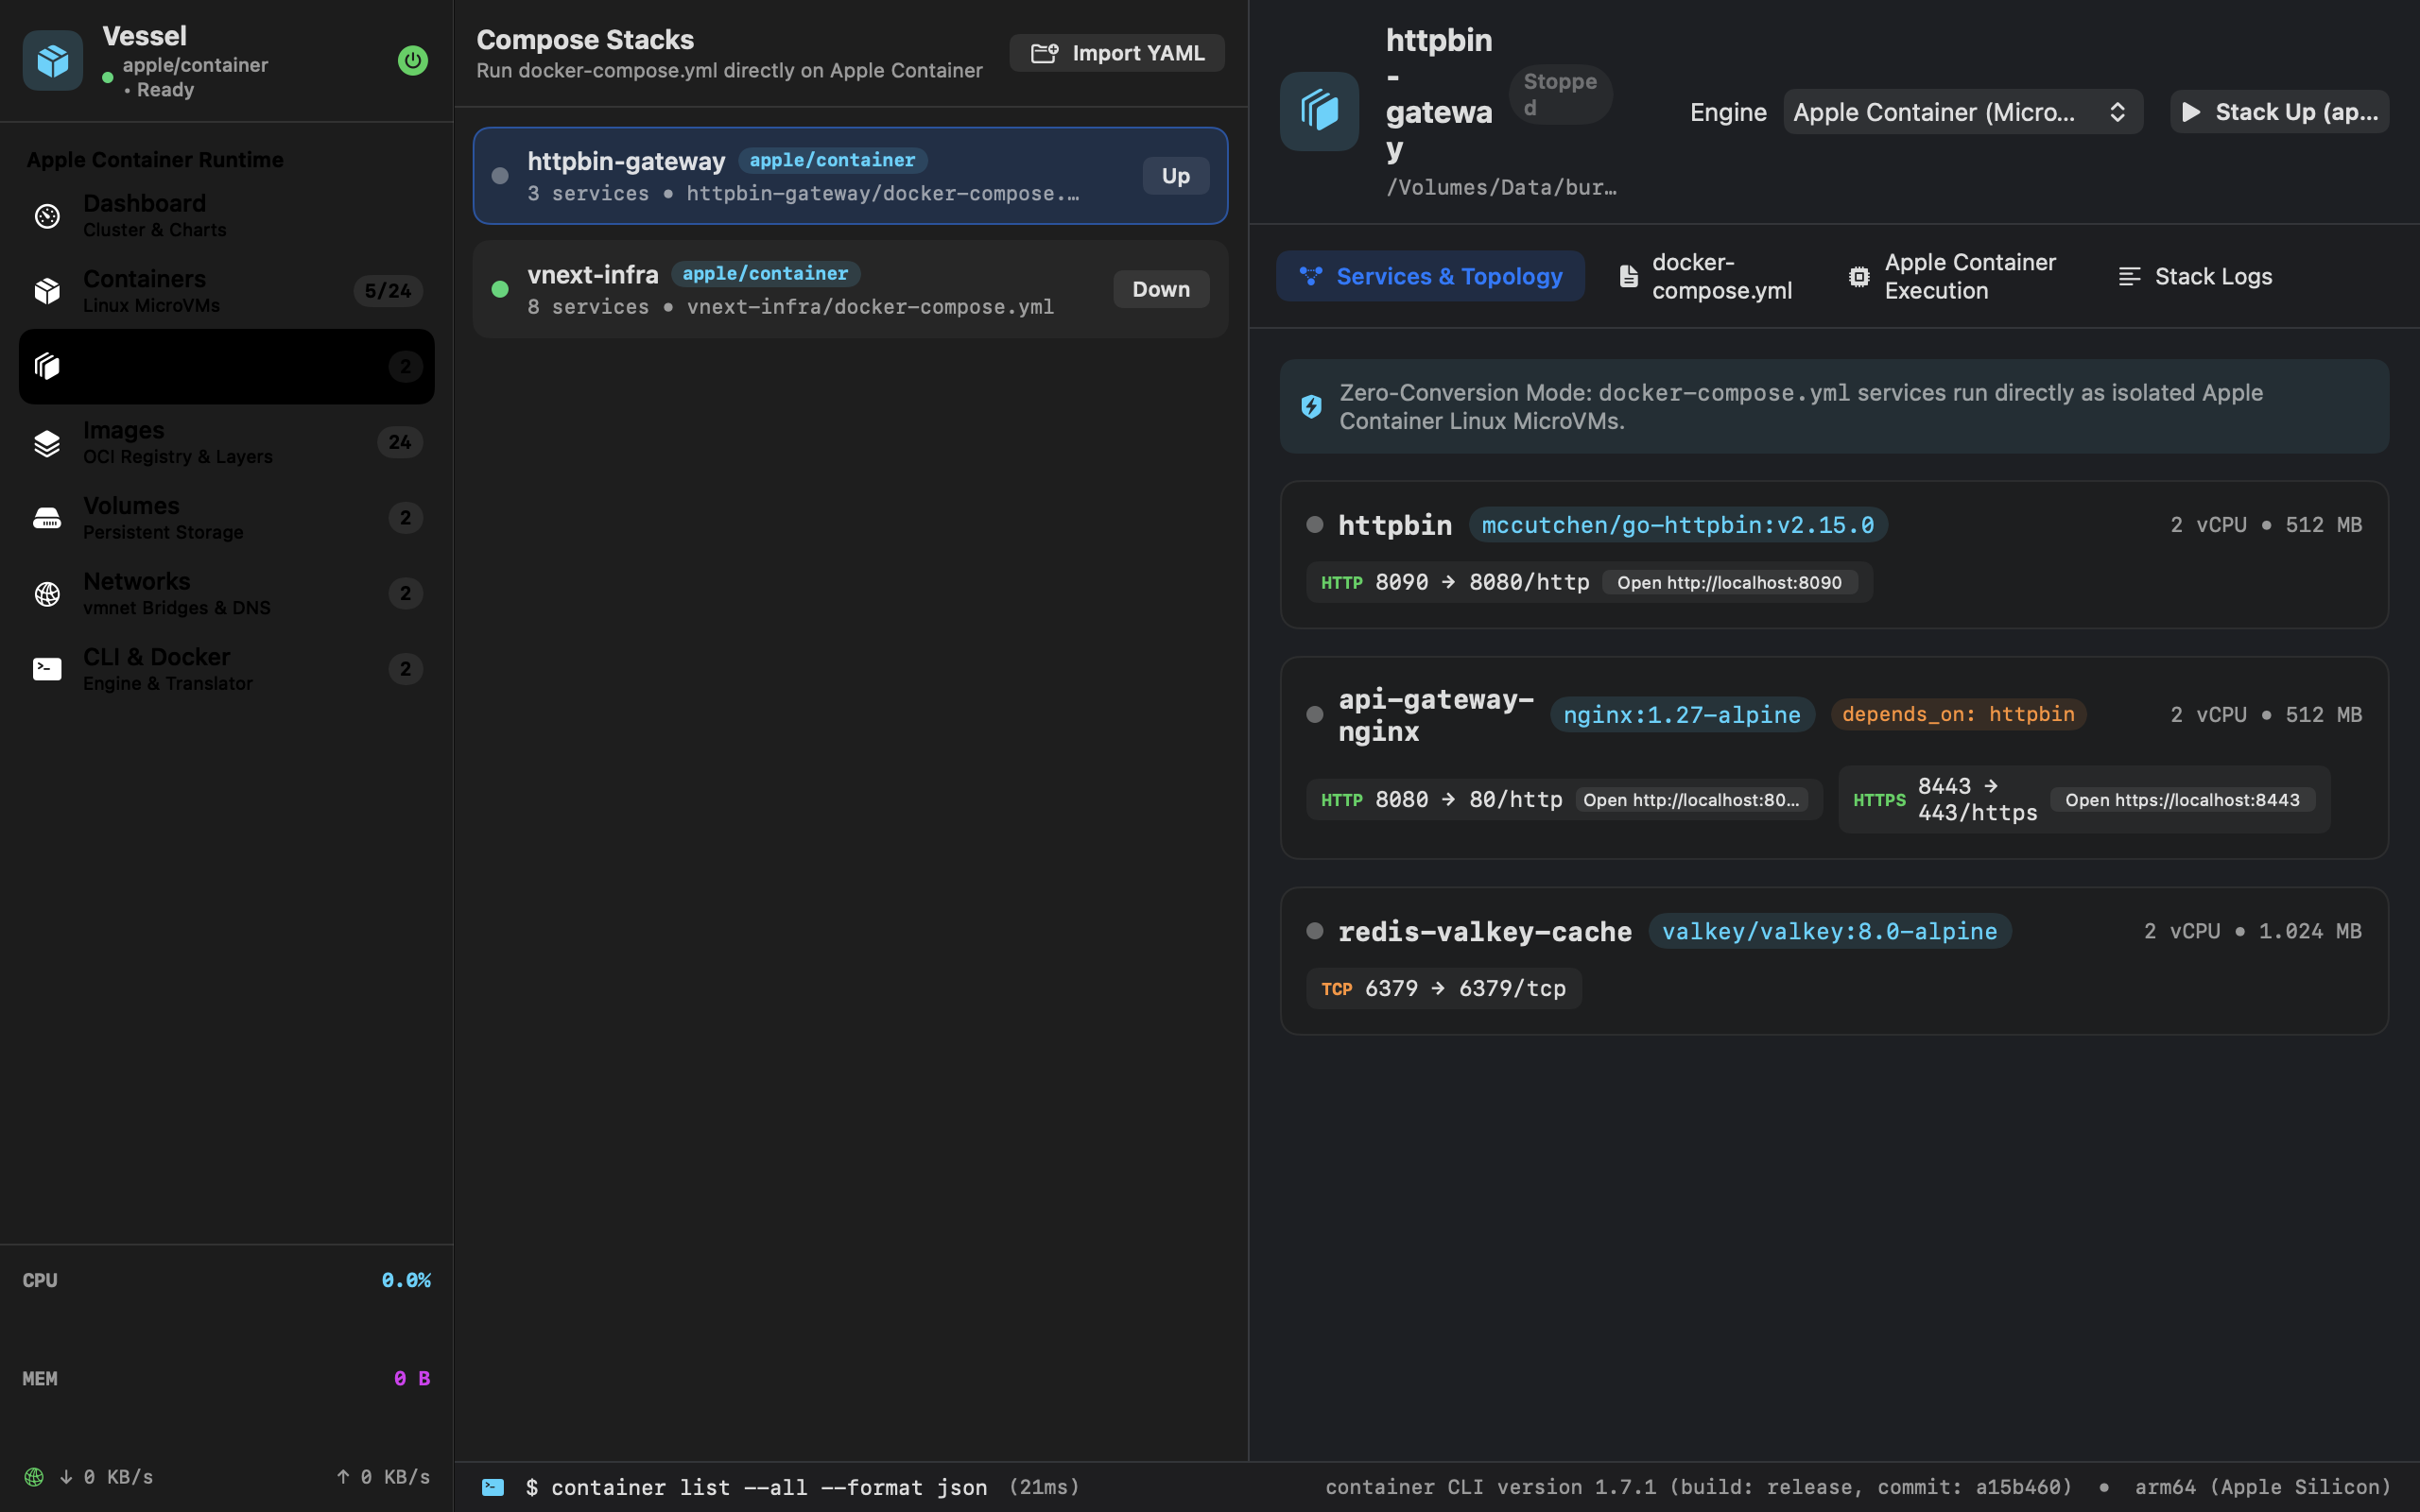 Vessel
apple/container
• Ready
Apple Container Runtime
Dashboard
Cluster & Charts
Containers
Linux MicroVMs
5/24
2
Images
OCI Registry & Layers
24
Volumes
Persistent Storage
2
Networks
vmnet Bridges & DNS
2
CLI & Docker
Engine & Translator
2
CPU
0.0%
MEM
0 B
↓ 0 KB/s
↑ 0 KB/s
Compose Stacks
Run docker-compose.yml directly on Apple Container
Import YAML
httpbin-gateway apple/container
3 services • httpbin-gateway/docker-compose.…
Up
vnext-infra apple/container
8 services • vnext-infra/docker-compose.yml
Down
httpbin
-
gatewa
y
Stoppe
d
/Volumes/Data/bur…
Engine
Apple Container (Micro...
Stack Up (ap...
Services & Topology
docker-
compose.yml
Apple Container
Execution
Stack Logs
Zero-Conversion Mode: docker-compose.yml services run directly as isolated Apple
Container Linux MicroVMs.
httpbin mccutchen/go-httpbin:v2.15.0 2 vCPU • 512 MB
HTTP 8090 → 8080/http Open http://localhost:8090
api-gateway-
nginx
nginx:1.27-alpine depends_on: httpbin 2 vCPU • 512 MB
HTTP 8080 → 80/http Open http://localhost:80...
HTTPS 8443 →
443/https
Open https://localhost:8443
redis-valkey-cache valkey/valkey:8.0-alpine 2 vCPU • 1.024 MB
TCP 6379 → 6379/tcp
$ container list --all --format json (21ms)
container CLI version 1.7.1 (build: release, commit: a15b460) • arm64 (Apple Silicon)